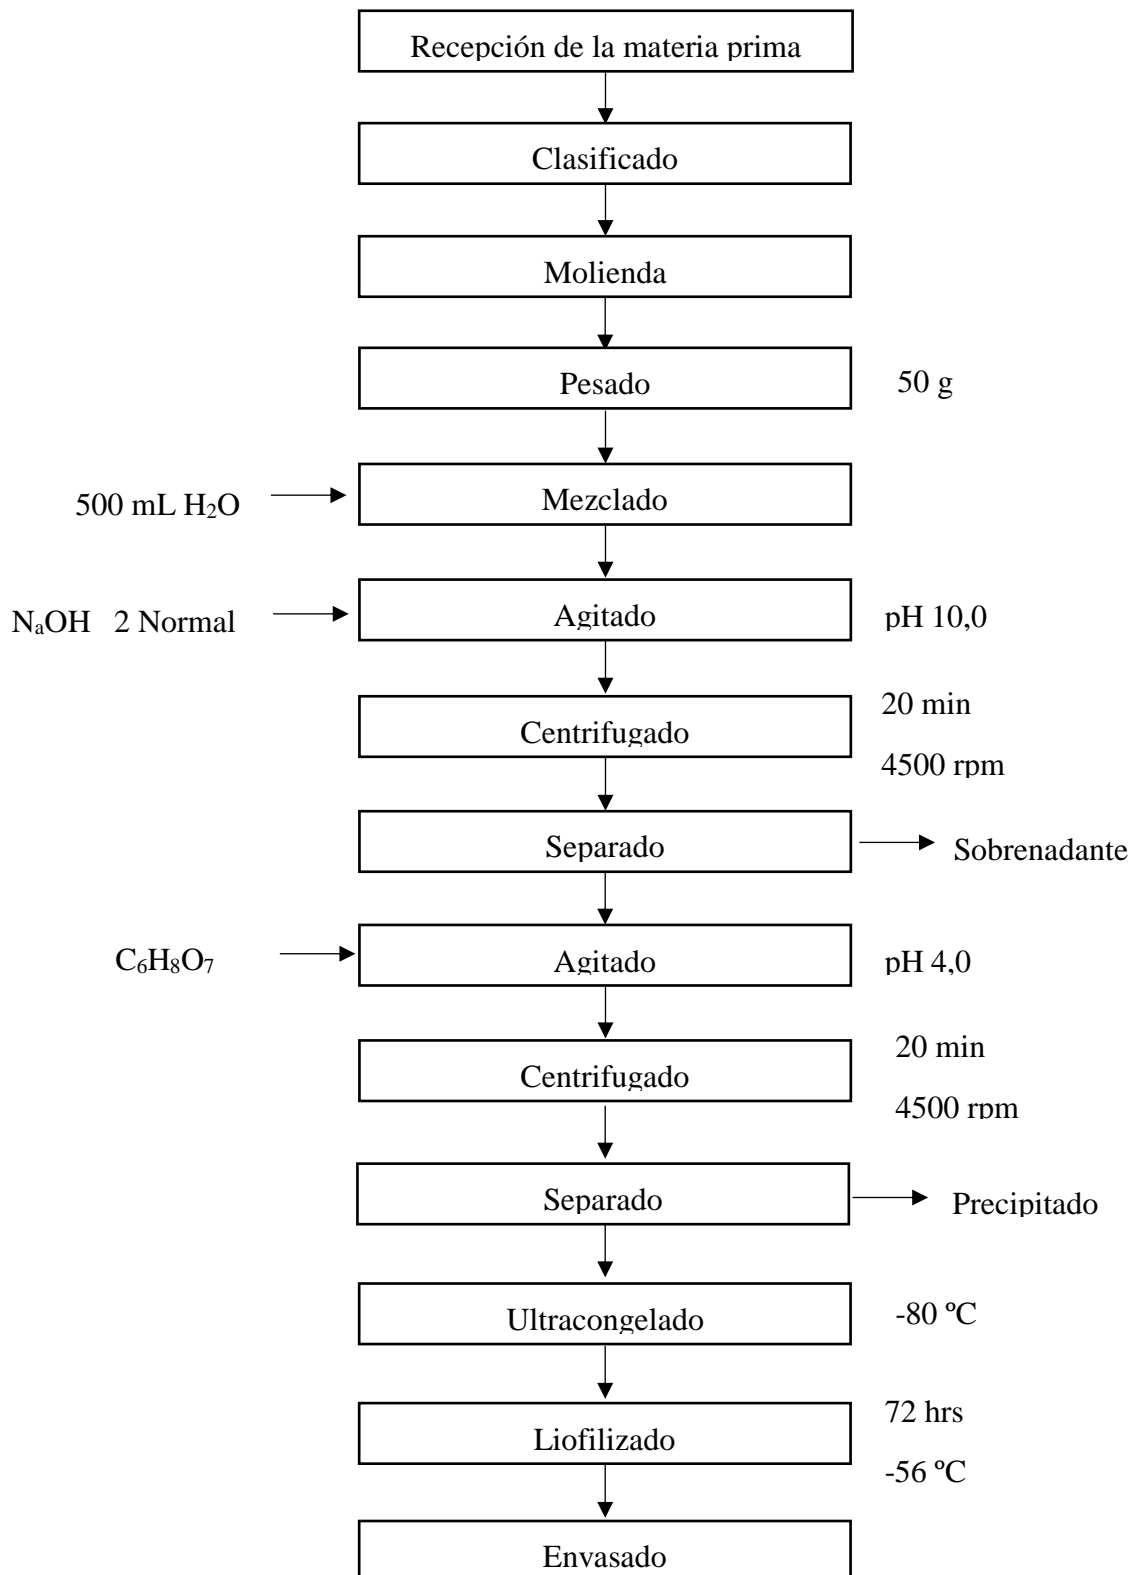 Recepción de la materia prima
Clasificado
Molienda
Pesado
50 g
500 mL H₂O
Mezclado
NₐOH 2 Normal
Agitado
pH 10,0
Centrifugado
20 min
4500 rpm
Separado
Sobrenadante
C₆H₈O₇
Agitado
pH 4,0
Centrifugado
20 min
4500 rpm
Separado
Precipitado
Ultracongelado
-80 ºC
Liofilizado
72 hrs
-56 ºC
Envasado